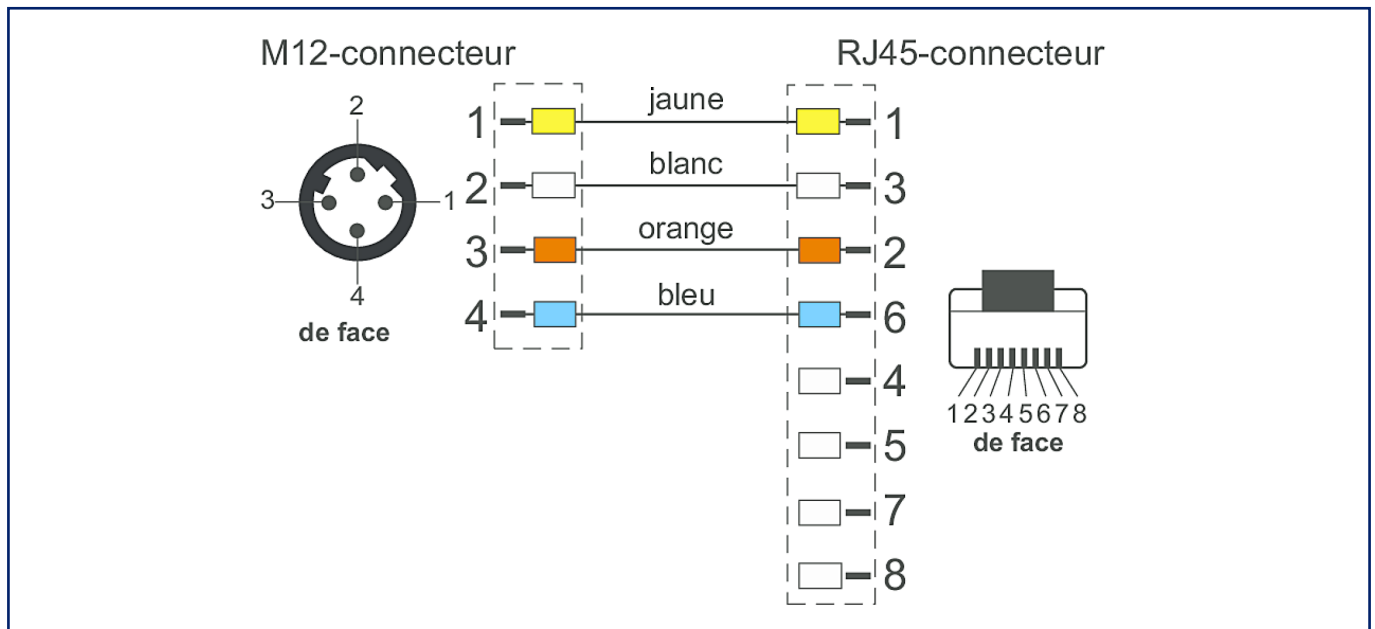 M12-connecteur
RJ45-connecteur
2
3
1
4
de face
1 jaune 1
2 blanc 3
3 orange 2
4 bleu 6
4
5
7
8
12345678
de face